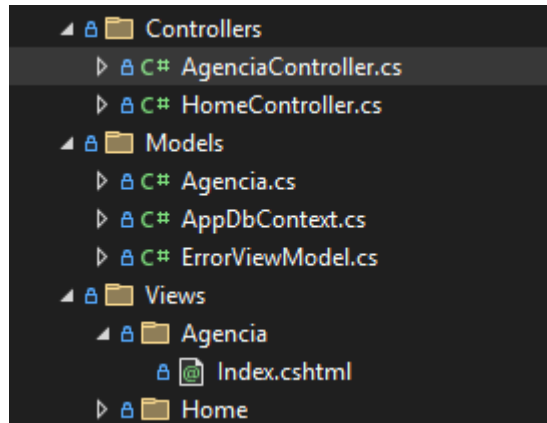 Controllers
C# AgenciaController.cs
C# HomeController.cs
Models
C# Agencia.cs
C# AppDbContext.cs
C# ErrorViewModel.cs
Views
Agencia
@ Index.cshtml
Home